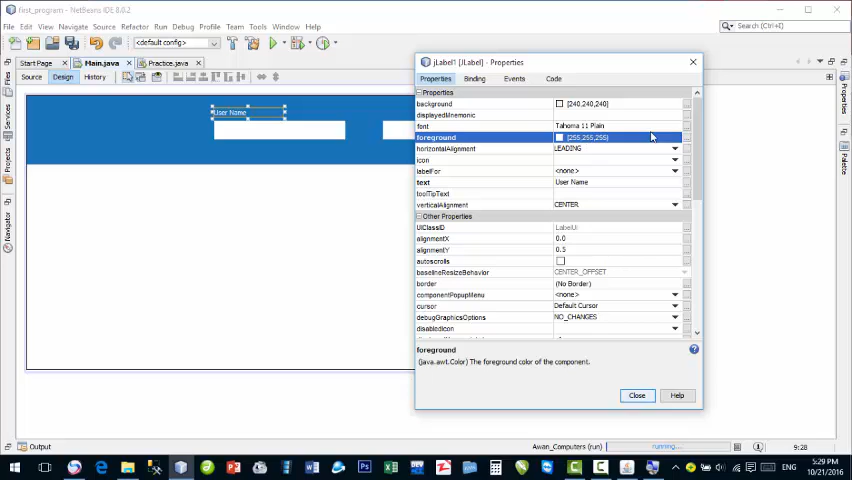 first_program - NetBeans IDE 8.0.2
File Edit View Navigate Source Refactor Run Debug Profile Team Tools Window Help
<default config>
Search (Ctrl+I)
Start Page Main.java Practice.java
Source Design History
Files
Services
Projects
Navigator
Properties
Palette
User Name
jLabel1 [JLabel] - Properties
Properties Binding Events Code
Properties
background [240,240,240]
displayedMnemonic
font Tahoma 11 Plain
foreground [255,255,255]
horizontalAlignment LEADING
icon
labelFor <none>
text User Name
toolTipText
verticalAlignment CENTER
Other Properties
UIClassID LabelUI
alignmentX 0.0
alignmentY 0.5
autoscrolls
baselineResizeBehavior CENTER_OFFSET
border (No Border)
componentPopupMenu <none>
cursor Default Cursor
debugGraphicsOptions NO_CHANGES
disabledIcon
foreground
(java.awt.Color) The foreground color of the component.
Close Help
Output
Awan_Computers (run) running... 9:28
ENG
5:29 PM
10/21/2016